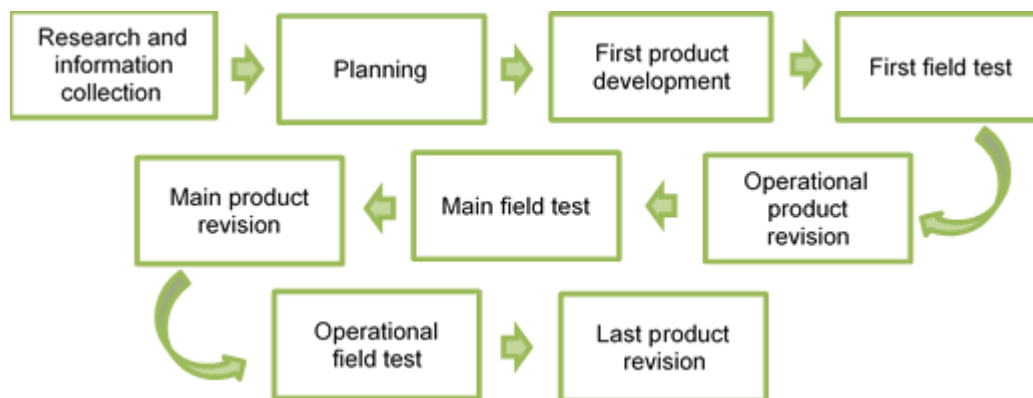 Research and
information
collection
Planning
First product
development
First field test
Operational
product
revision
Main field test
Main product
revision
Operational
field test
Last product
revision